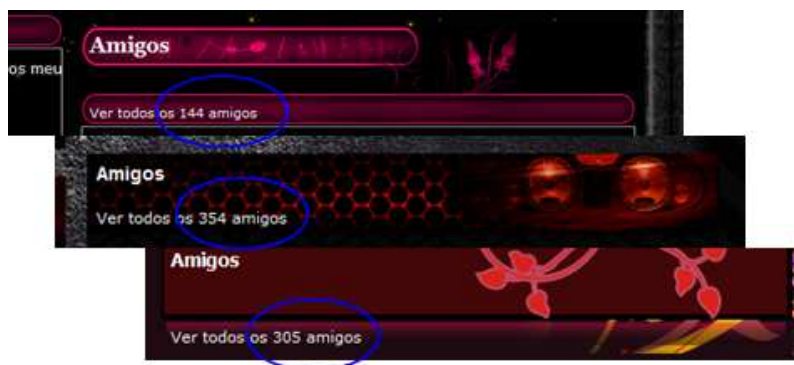 Amigos
os meu
Ver todos os 144 amigos
Amigos
Ver todos os 354 amigos
Amigos
Ver todos os 305 amigos